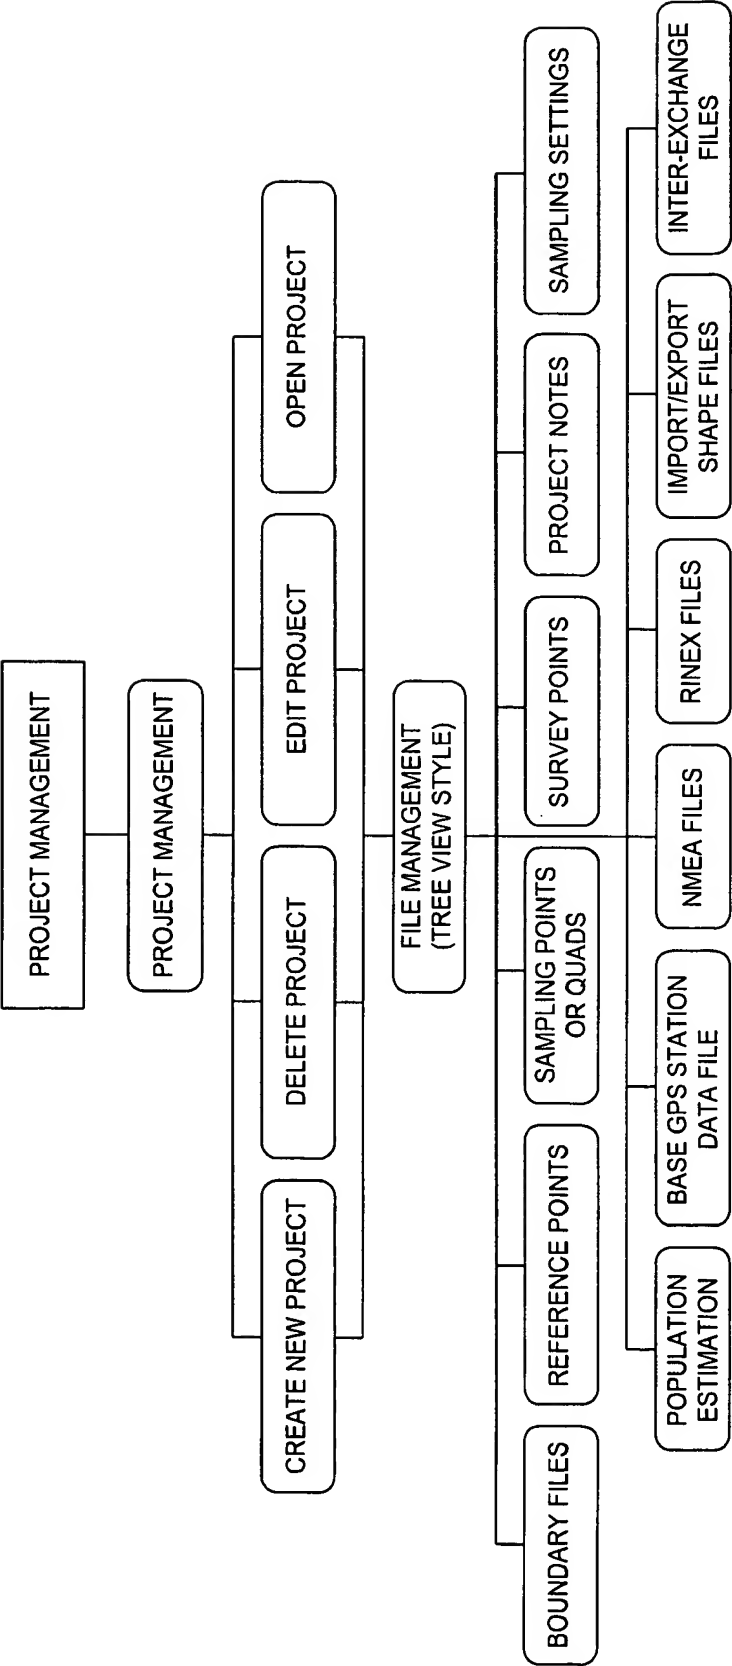 PROJECT MANAGEMENT
PROJECT MANAGEMENT
CREATE NEW PROJECT
DELETE PROJECT
EDIT PROJECT
OPEN PROJECT
FILE MANAGEMENT
(TREE VIEW STYLE)
BOUNDARY FILES
REFERENCE POINTS
SAMPLING POINTS
OR QUADS
SURVEY POINTS
PROJECT NOTES
SAMPLING SETTINGS
POPULATION
ESTIMATION
BASE GPS STATION
DATA FILE
NMEA FILES
RINEX FILES
IMPORT/EXPORT
SHAPE FILES
INTER-EXCHANGE
FILES